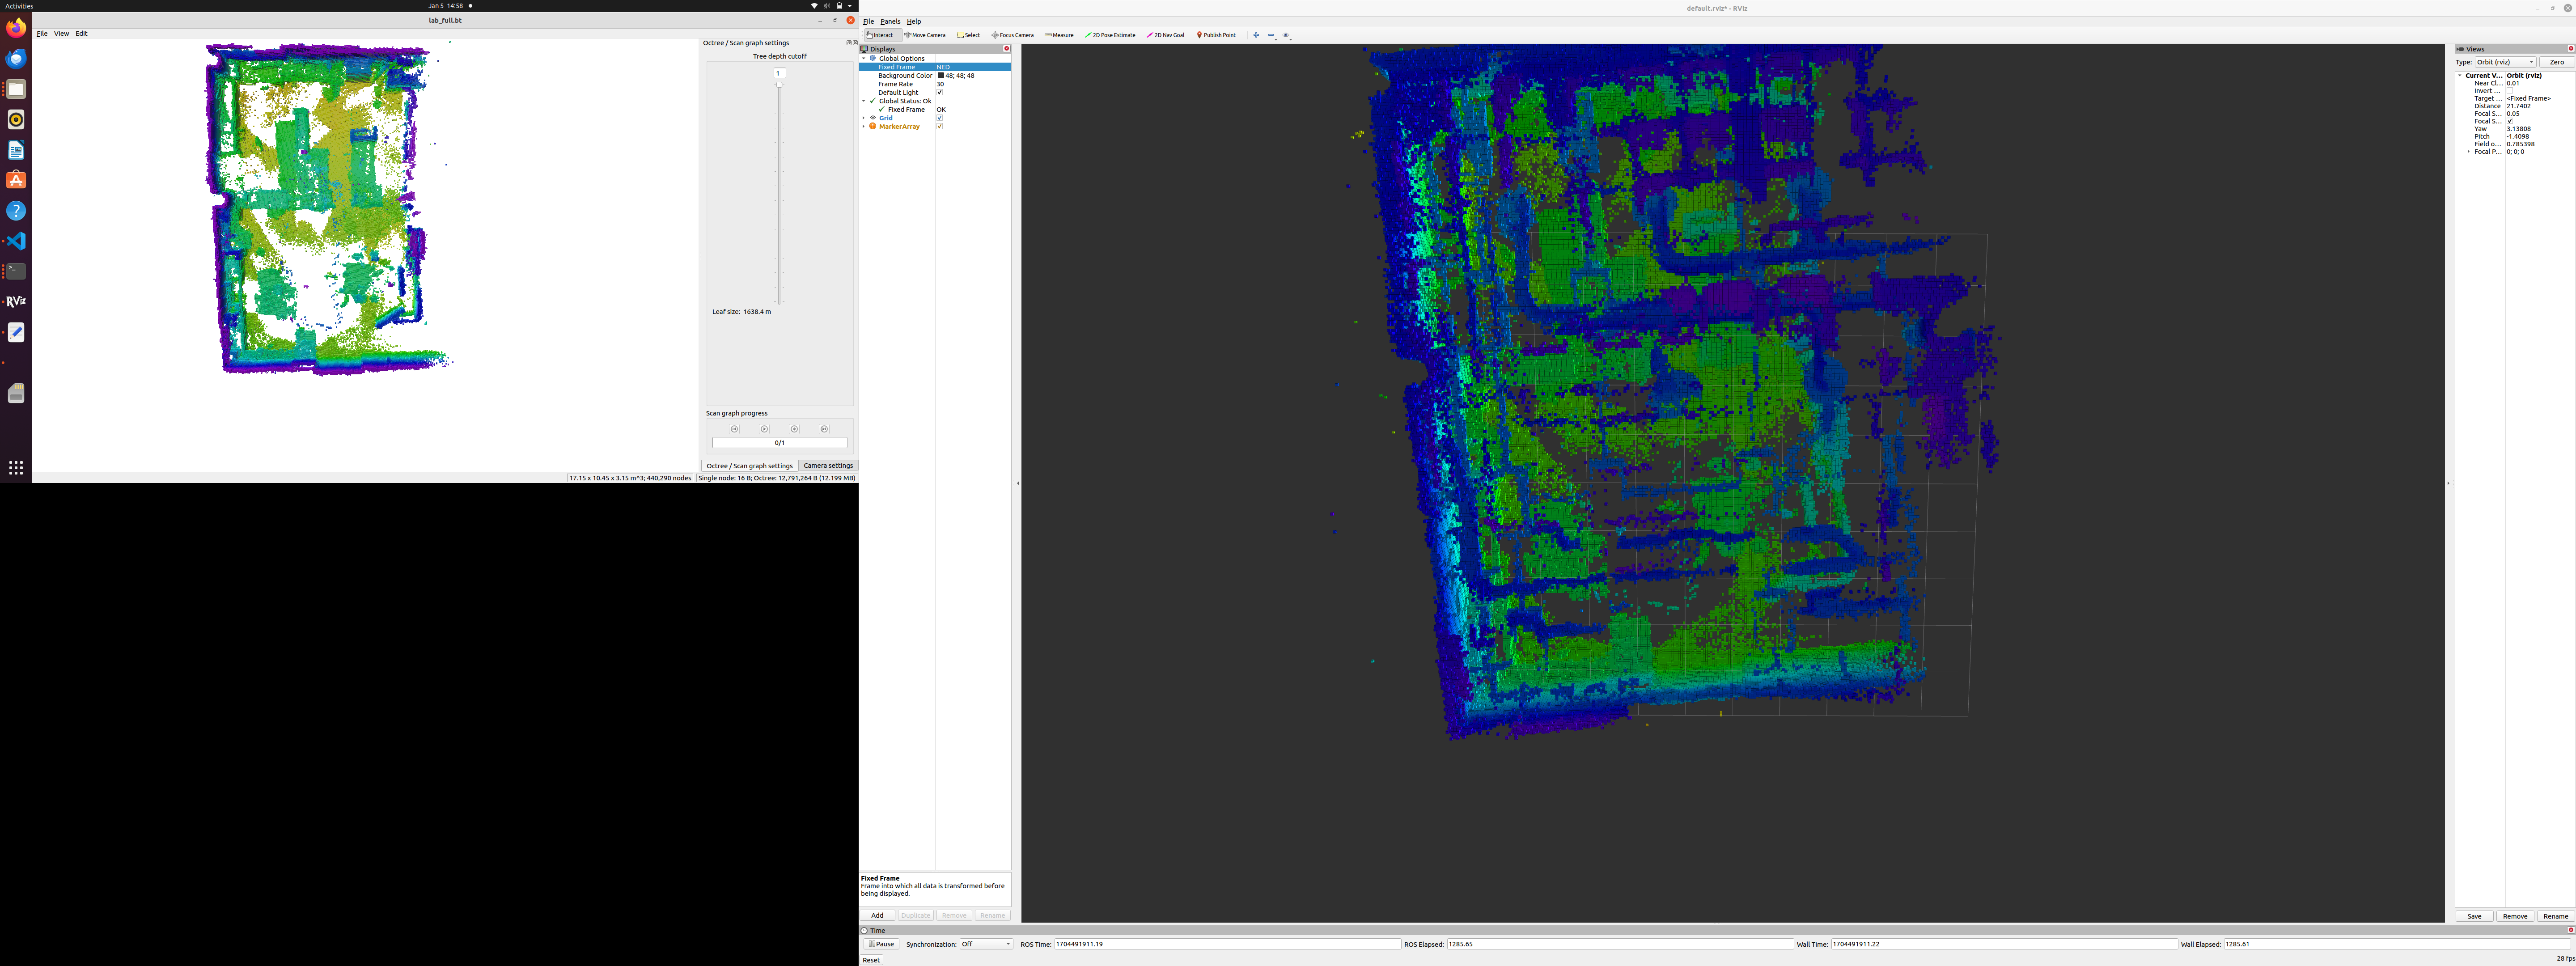 Activities
Jan 5 14:58
lab_full.bt
File View Edit
Octree / Scan graph settings
Tree depth cutoff
1
Leaf size: 1638.4 m
Scan graph progress
0/1
Octree / Scan graph settings Camera settings
17.15 x 10.45 x 3.15 m^3; 440,290 nodes Single node: 16 B; Octree: 12,791,264 B (12.199 MB)
RViz
default.rviz* - RViz
File Panels Help
Interact Move Camera Select Focus Camera Measure 2D Pose Estimate 2D Nav Goal Publish Point
Displays
Global Options
Fixed Frame NED
Background Color 48; 48; 48
Frame Rate 30
Default Light
Global Status: Ok
Fixed Frame OK
Grid
MarkerArray
Fixed Frame
Frame into which all data is transformed before
being displayed.
Add Duplicate Remove Rename
Views
Type: Orbit (rviz) Zero
Current V... Orbit (rviz)
Near Cl... 0.01
Invert ...
Target ... <Fixed Frame>
Distance 21.7402
Focal S... 0.05
Focal S...
Yaw 3.13808
Pitch -1.4098
Field o... 0.785398
Focal P... 0; 0; 0
Save Remove Rename
Time
Pause Synchronization: Off ROS Time: 1704491911.19 ROS Elapsed: 1285.65 Wall Time: 1704491911.22 Wall Elapsed: 1285.61
Reset
28 fps